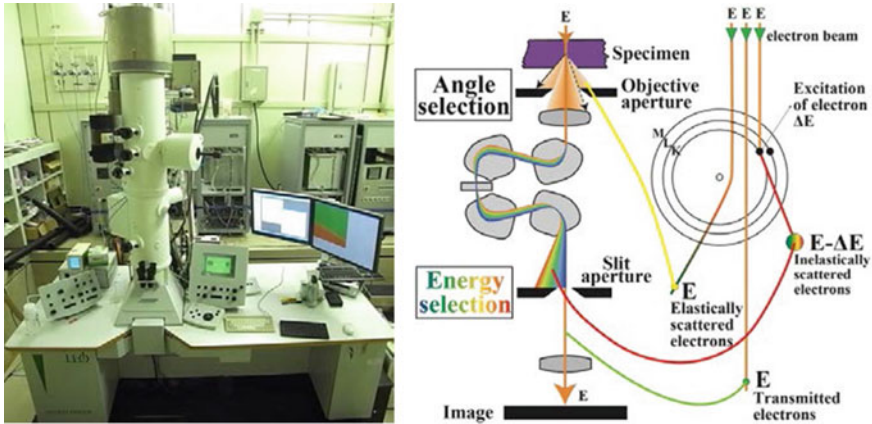 E
Specimen
Angle
selection
Objective
aperture
E E E
electron beam
Excitation
of electron
ΔE
M
L
K
E-ΔE
Inelastically
scattered
electrons
Energy
selection
Slit
aperture
E
Elastically
scattered
electrons
E
Image
E
Transmitted
electrons
LEO